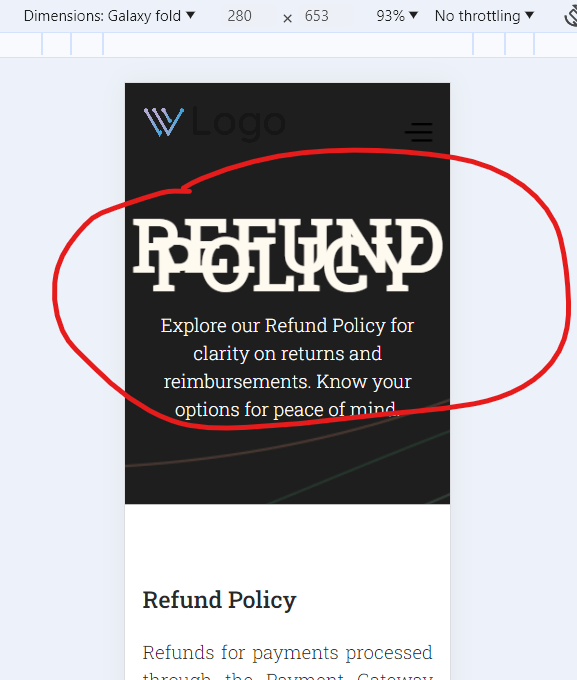 Dimensions: Galaxy fold ▼ 280 × 653 93% ▼ No throttling ▼
Logo
REFUND
POLICY
Explore our Refund Policy for
clarity on returns and
reimbursements. Know your
options for peace of mind.
Refund Policy
Refunds for payments processed
through the Payment Gateway